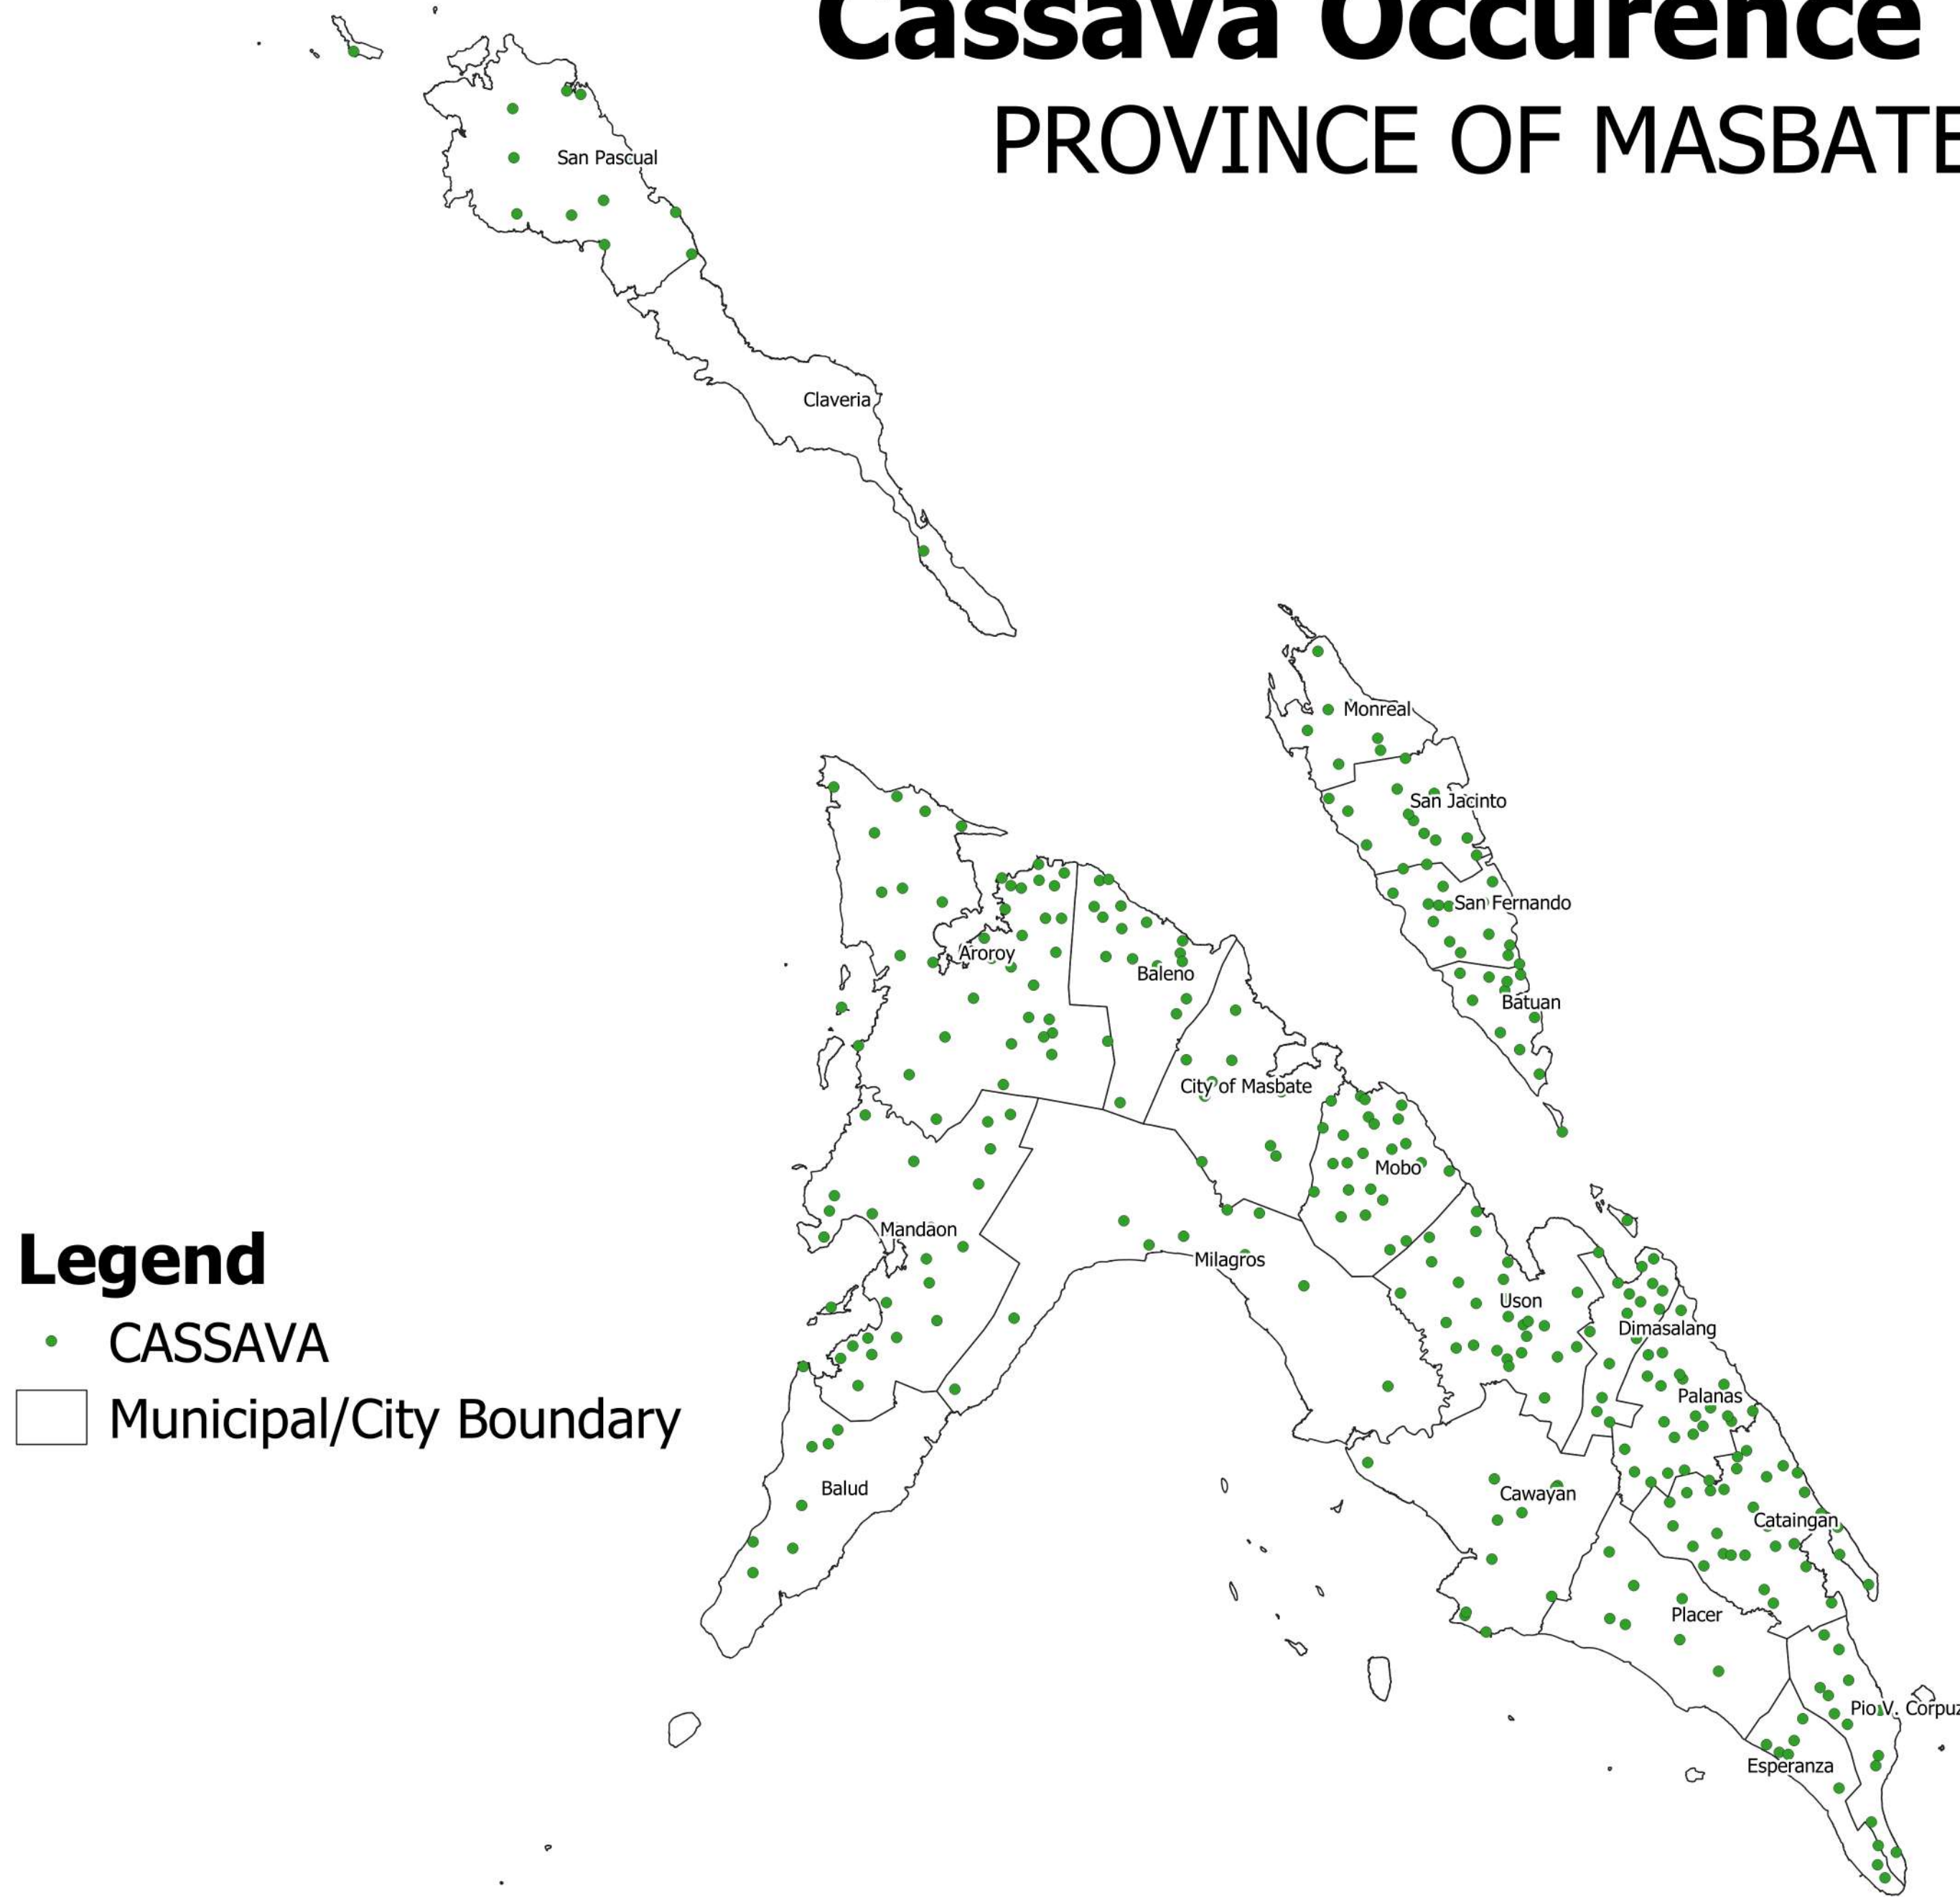 Cassava Occurence
PROVINCE OF MASBATE
San Pascual
Claveria
Monreal
San Jacinto
San Fernando
Aroroy
Baleno
Batuan
City of Masbate
Mobo
Mandaon
Milagros
Legend
CASSAVA
Municipal/City Boundary
Uson
Dimasalang
Palanas
Balud
Cawayan
Cataingan
Placer
Pio V. Corpuz
Esperanza